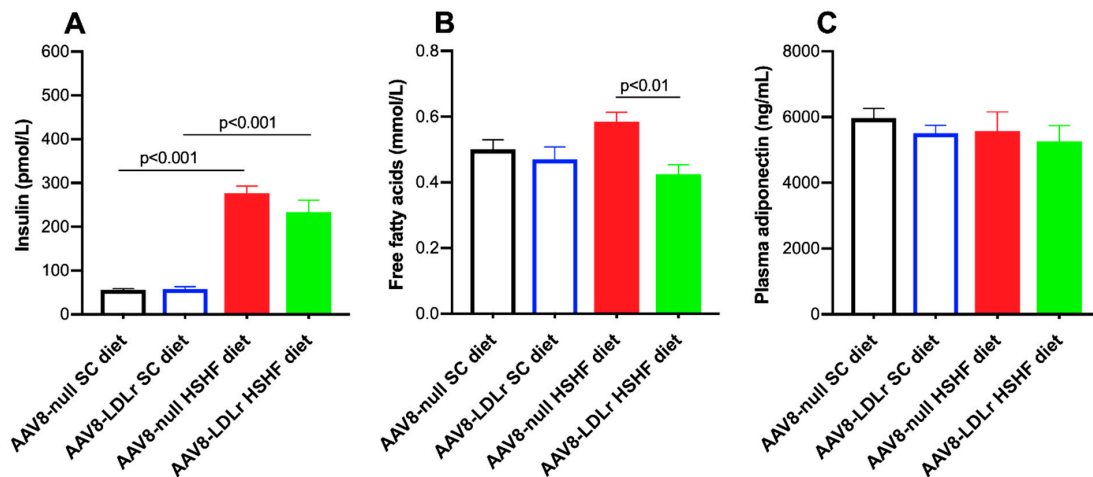 A
Insulin (pmol/L)
600
500
400
300
200
100
0
p<0.001
p<0.001
AAV8-null SC diet
AAV8-LDLr SC diet
AAV8-null HSHF diet
AAV8-LDLr HSHF diet
B
Free fatty acids (mmol/L)
0.8
0.6
0.4
0.2
0.0
p<0.01
AAV8-null SC diet
AAV8-LDLr SC diet
AAV8-null HSHF diet
AAV8-LDLr HSHF diet
C
Plasma adiponectin (ng/mL)
8000
6000
4000
2000
0
AAV8-null SC diet
AAV8-LDLr SC diet
AAV8-null HSHF diet
AAV8-LDLr HSHF diet